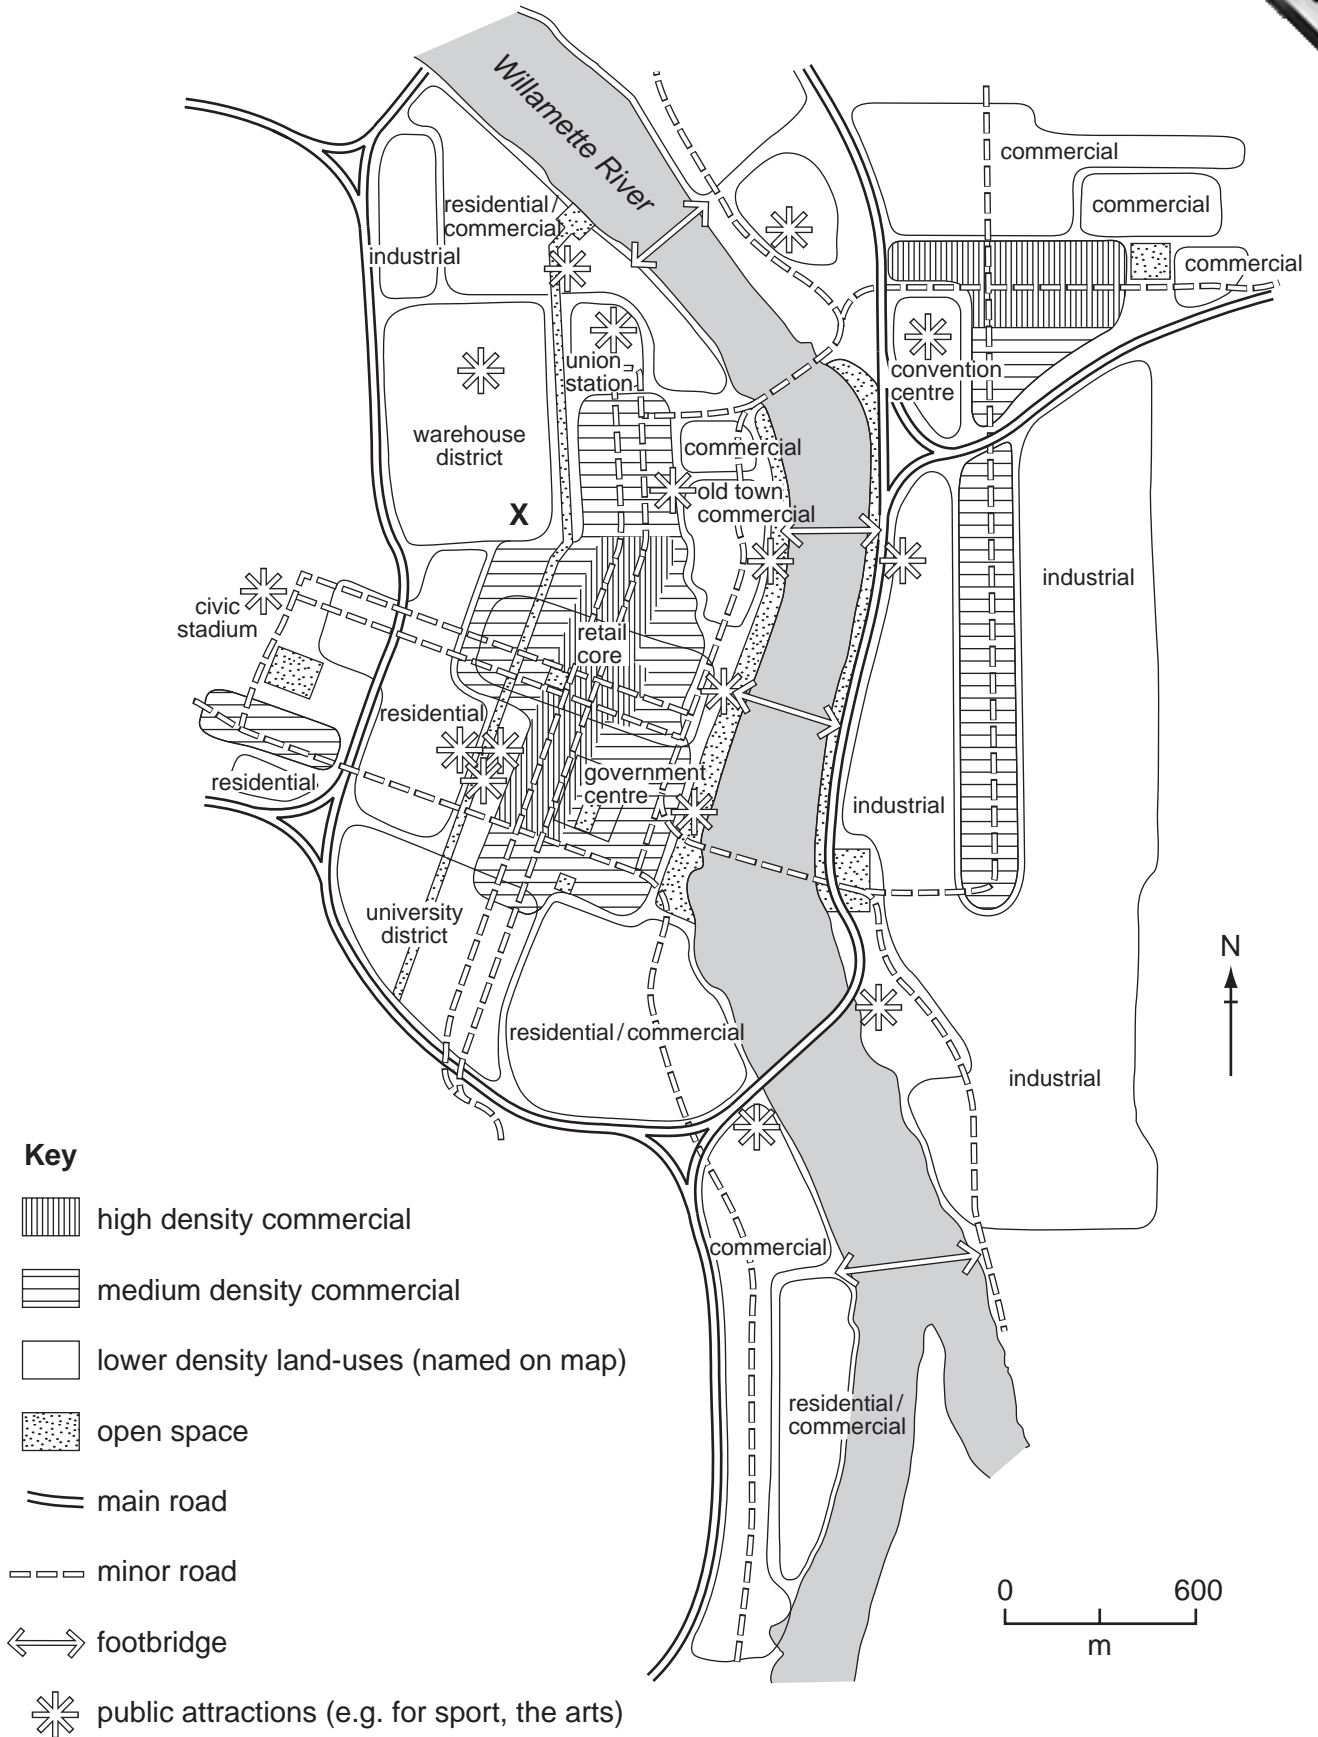 Willamette River
commercial
commercial
commercial
residential/
commercial
industrial
union
station
convention
centre
warehouse
district
commercial
old town
commercial
X
industrial
civic
stadium
retail
core
residential
residential
government
centre
industrial
university
district
N
residential/commercial
industrial
commercial
residential/
commercial
Key
high density commercial
medium density commercial
lower density land-uses (named on map)
open space
main road
minor road
footbridge
public attractions (e.g. for sport, the arts)
0 600
m